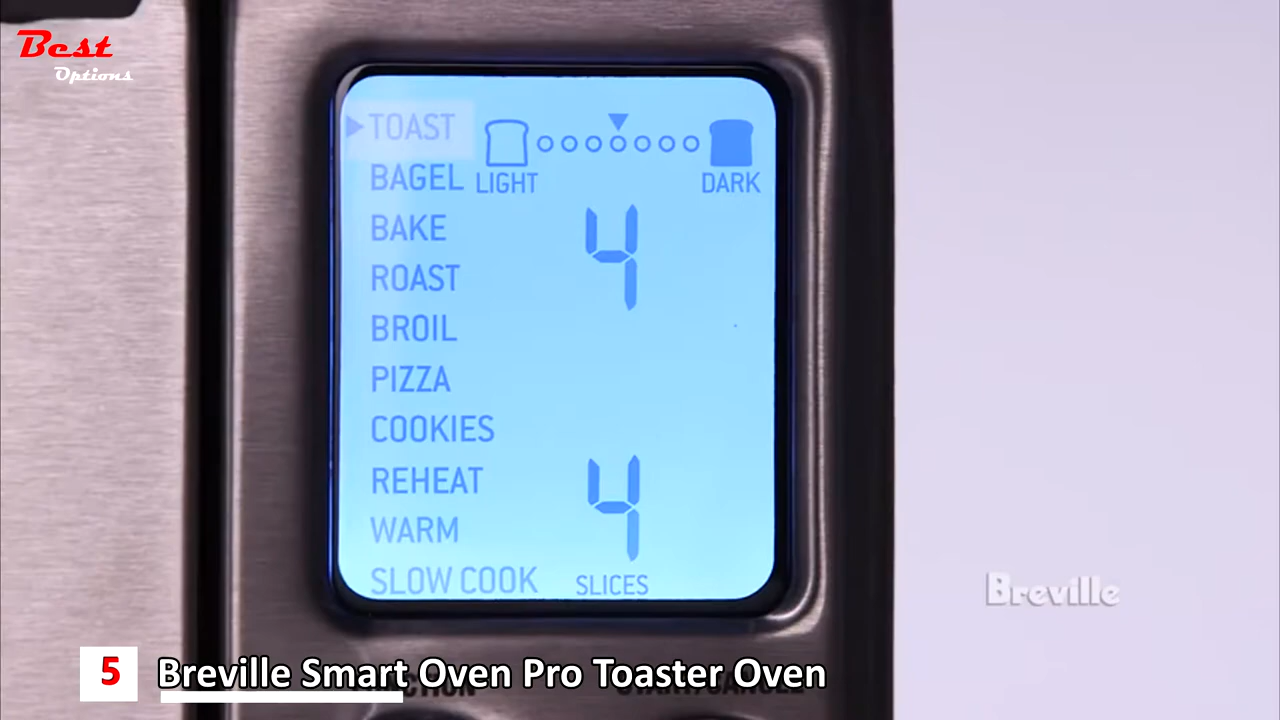 Best
Options
TOAST
BAGEL
LIGHT
DARK
BAKE
4
ROAST
BROIL
PIZZA
COOKIES
REHEAT
4
WARM
SLOW COOK
SLICES
Breville
5 Breville Smart Oven Pro Toaster Oven